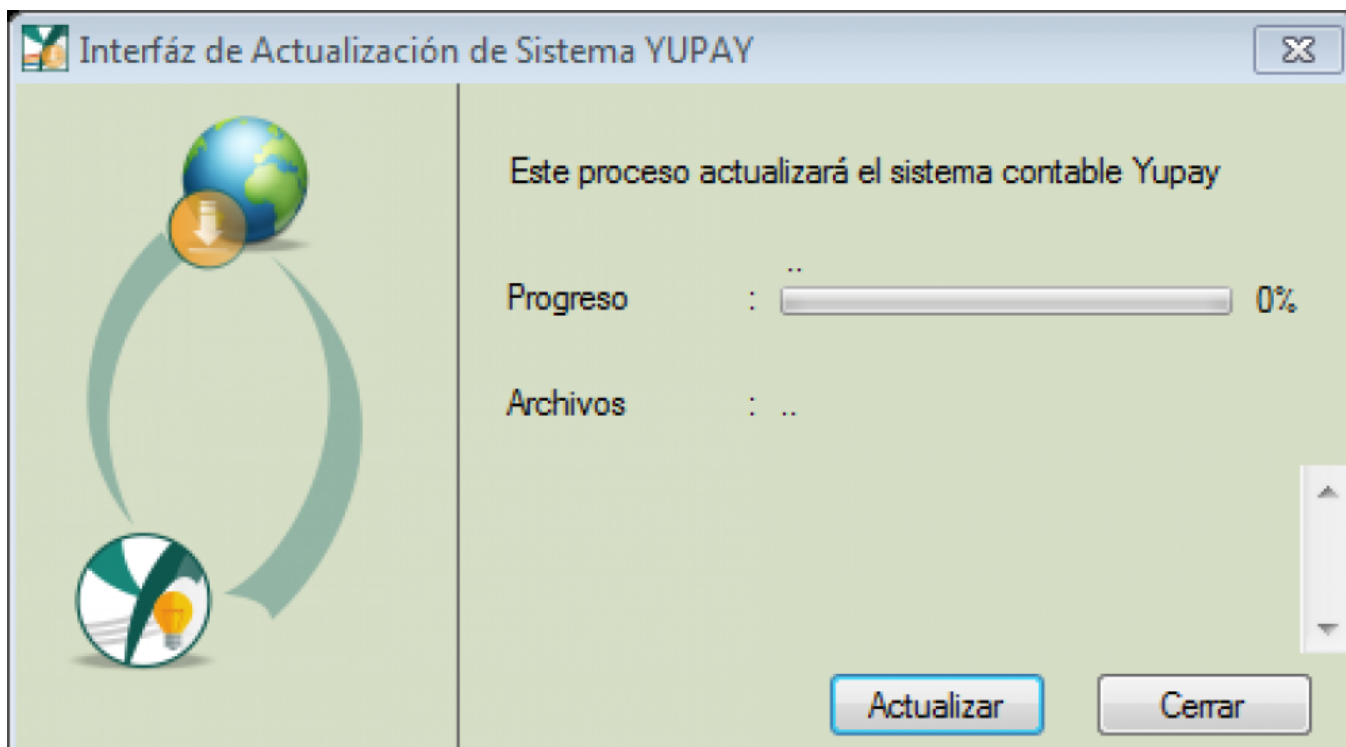 Interfáz de Actualización de Sistema YUPAY
Este proceso actualizará el sistema contable Yupay
..
Progreso : 0%
Archivos : ..
Actualizar Cerrar